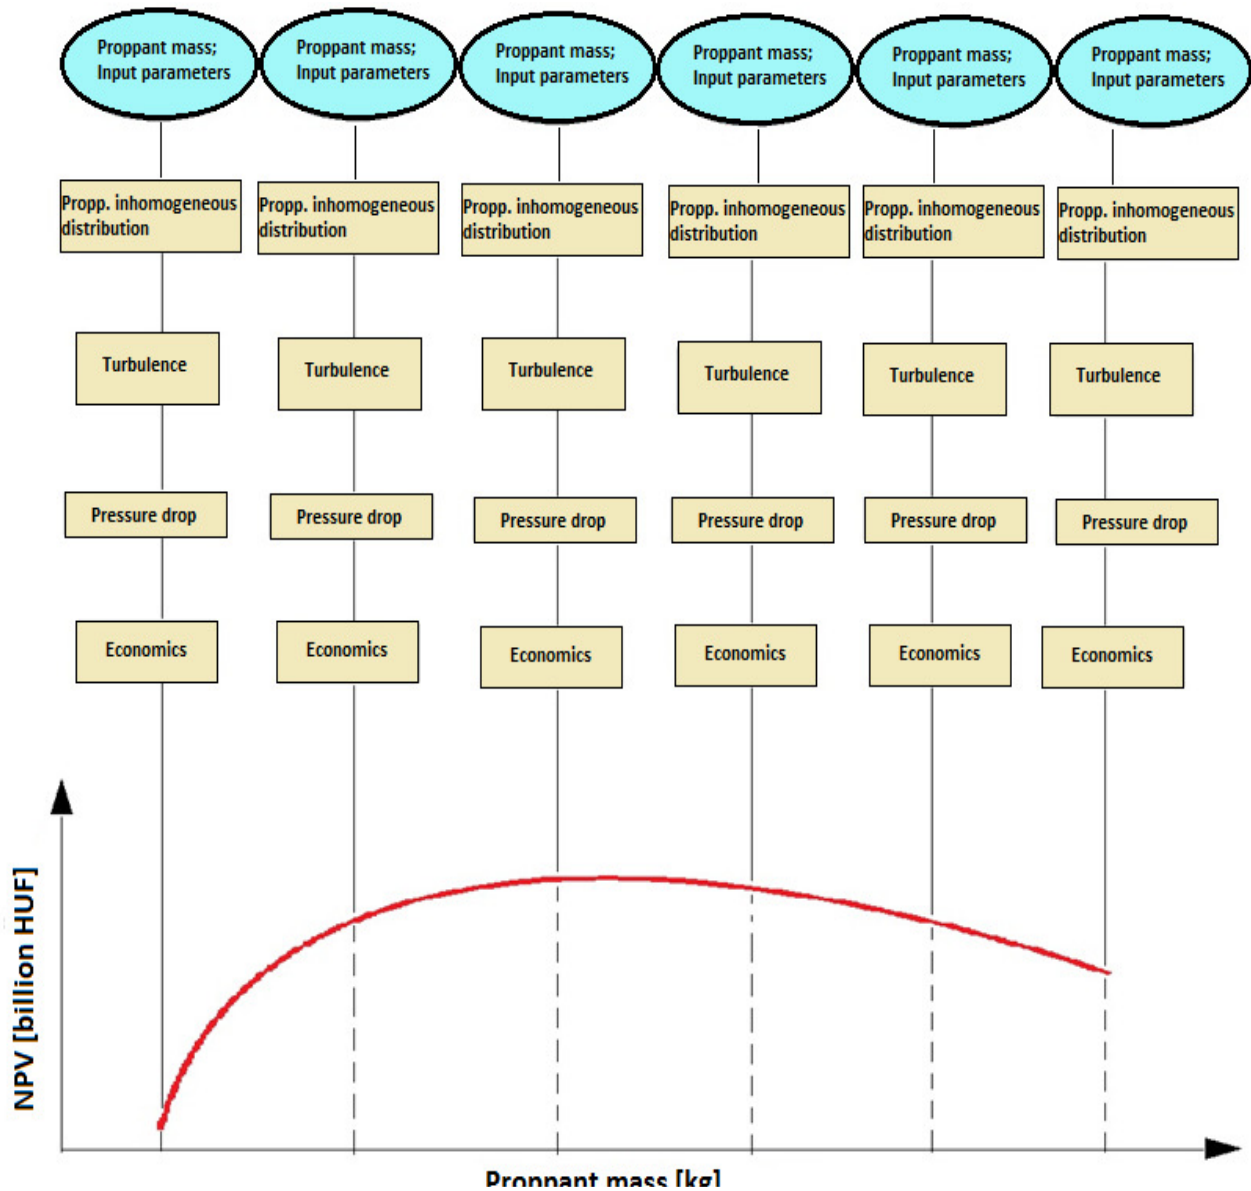 Proppant mass;
Input parameters
Proppant mass;
Input parameters
Proppant mass;
Input parameters
Proppant mass;
Input parameters
Proppant mass;
Input parameters
Proppant mass;
Input parameters
Propp. inhomogeneous
distribution
Propp. inhomogeneous
distribution
Propp. inhomogeneous
distribution
Propp. inhomogeneous
distribution
Propp. inhomogeneous
distribution
Propp. inhomogeneous
distribution
Turbulence
Turbulence
Turbulence
Turbulence
Turbulence
Turbulence
Pressure drop
Pressure drop
Pressure drop
Pressure drop
Pressure drop
Pressure drop
Economics
Economics
Economics
Economics
Economics
Economics
NPV [billion HUF]
Proppant mass [kg]